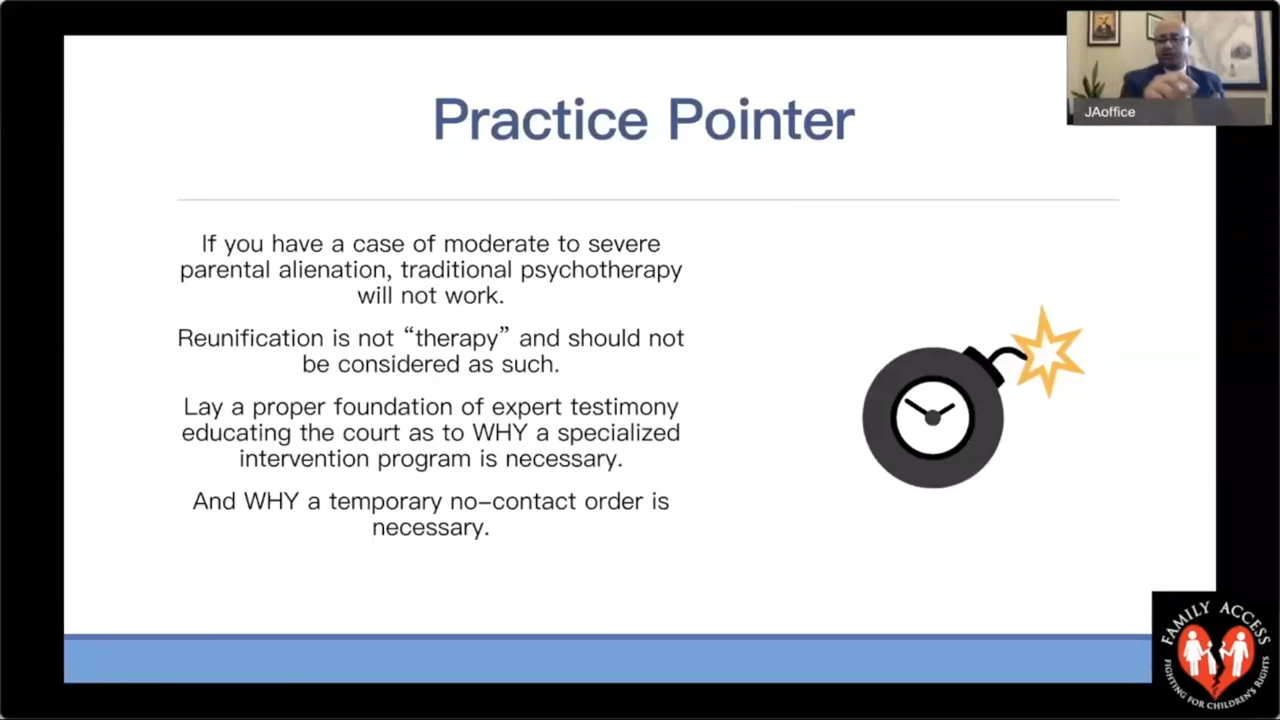 JAoffice
Practice Pointer
If you have a case of moderate to severe
parental alienation, traditional psychotherapy
will not work.
Reunification is not “therapy” and should not
be considered as such.
Lay a proper foundation of expert testimony
educating the court as to WHY a specialized
intervention program is necessary.
And WHY a temporary no-contact order is
necessary.
FAMILY ACCESS
FIGHTING FOR CHILDREN'S RIGHTS